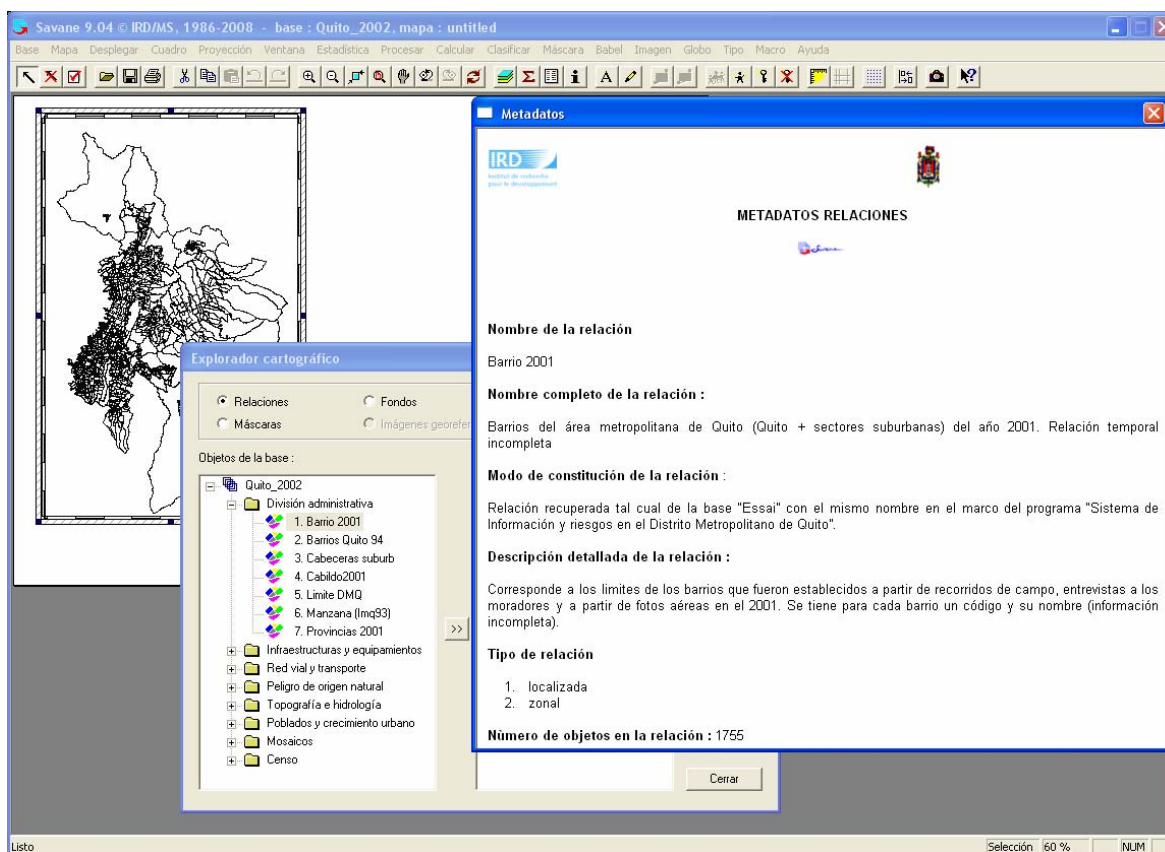 Savane 9.04 © IRD/MS, 1986-2008 - base : Quito_2002, mapa : untitled
Base Mapa Desplegar Cuadro Proyección Ventana Estadística Procesar Calcular Clasificar Máscara Babel Imagen Globo Tipo Macro Ayuda
Metadatos
IRD
Institut de recherche
pour le développement
METADATOS RELACIONES
Nombre de la relación
Barrio 2001
Nombre completo de la relación :
Barrios del área metropolitana de Quito (Quito + sectores suburbanas) del año 2001. Relación temporal
incompleta
Modo de constitución de la relación :
Relación recuperada tal cual de la base "Essai" con el mismo nombre en el marco del programa "Sistema de
Información y riesgos en el Distrito Metropolitano de Quito".
Descripción detallada de la relación :
Corresponde a los limites de los barrios que fueron establecidos a partir de recorridos de campo, entrevistas a los
moradores y a partir de fotos aéreas en el 2001. Se tiene para cada barrio un código y su nombre (información
incompleta).
Tipo de relación
1. localizada
2. zonal
Nùmero de objetos en la relación : 1755
Explorador cartográfico
Relaciones
Fondos
Máscaras
Imágenes georefer
Objetos de la base :
Quito_2002
División administrativa
1. Barrio 2001
2. Barrios Quito 94
3. Cabeceras suburb
4. Cabildo2001
5. Limite DMQ
6. Manzana (Imq93)
7. Provincias 2001
Infraestructuras y equipamientos
Red vial y transporte
Peligro de origen natural
Topografía e hidrología
Poblados y crecimiento urbano
Mosaicos
Censo
>>
Cerrar
Listo
Selección 60 % NUM